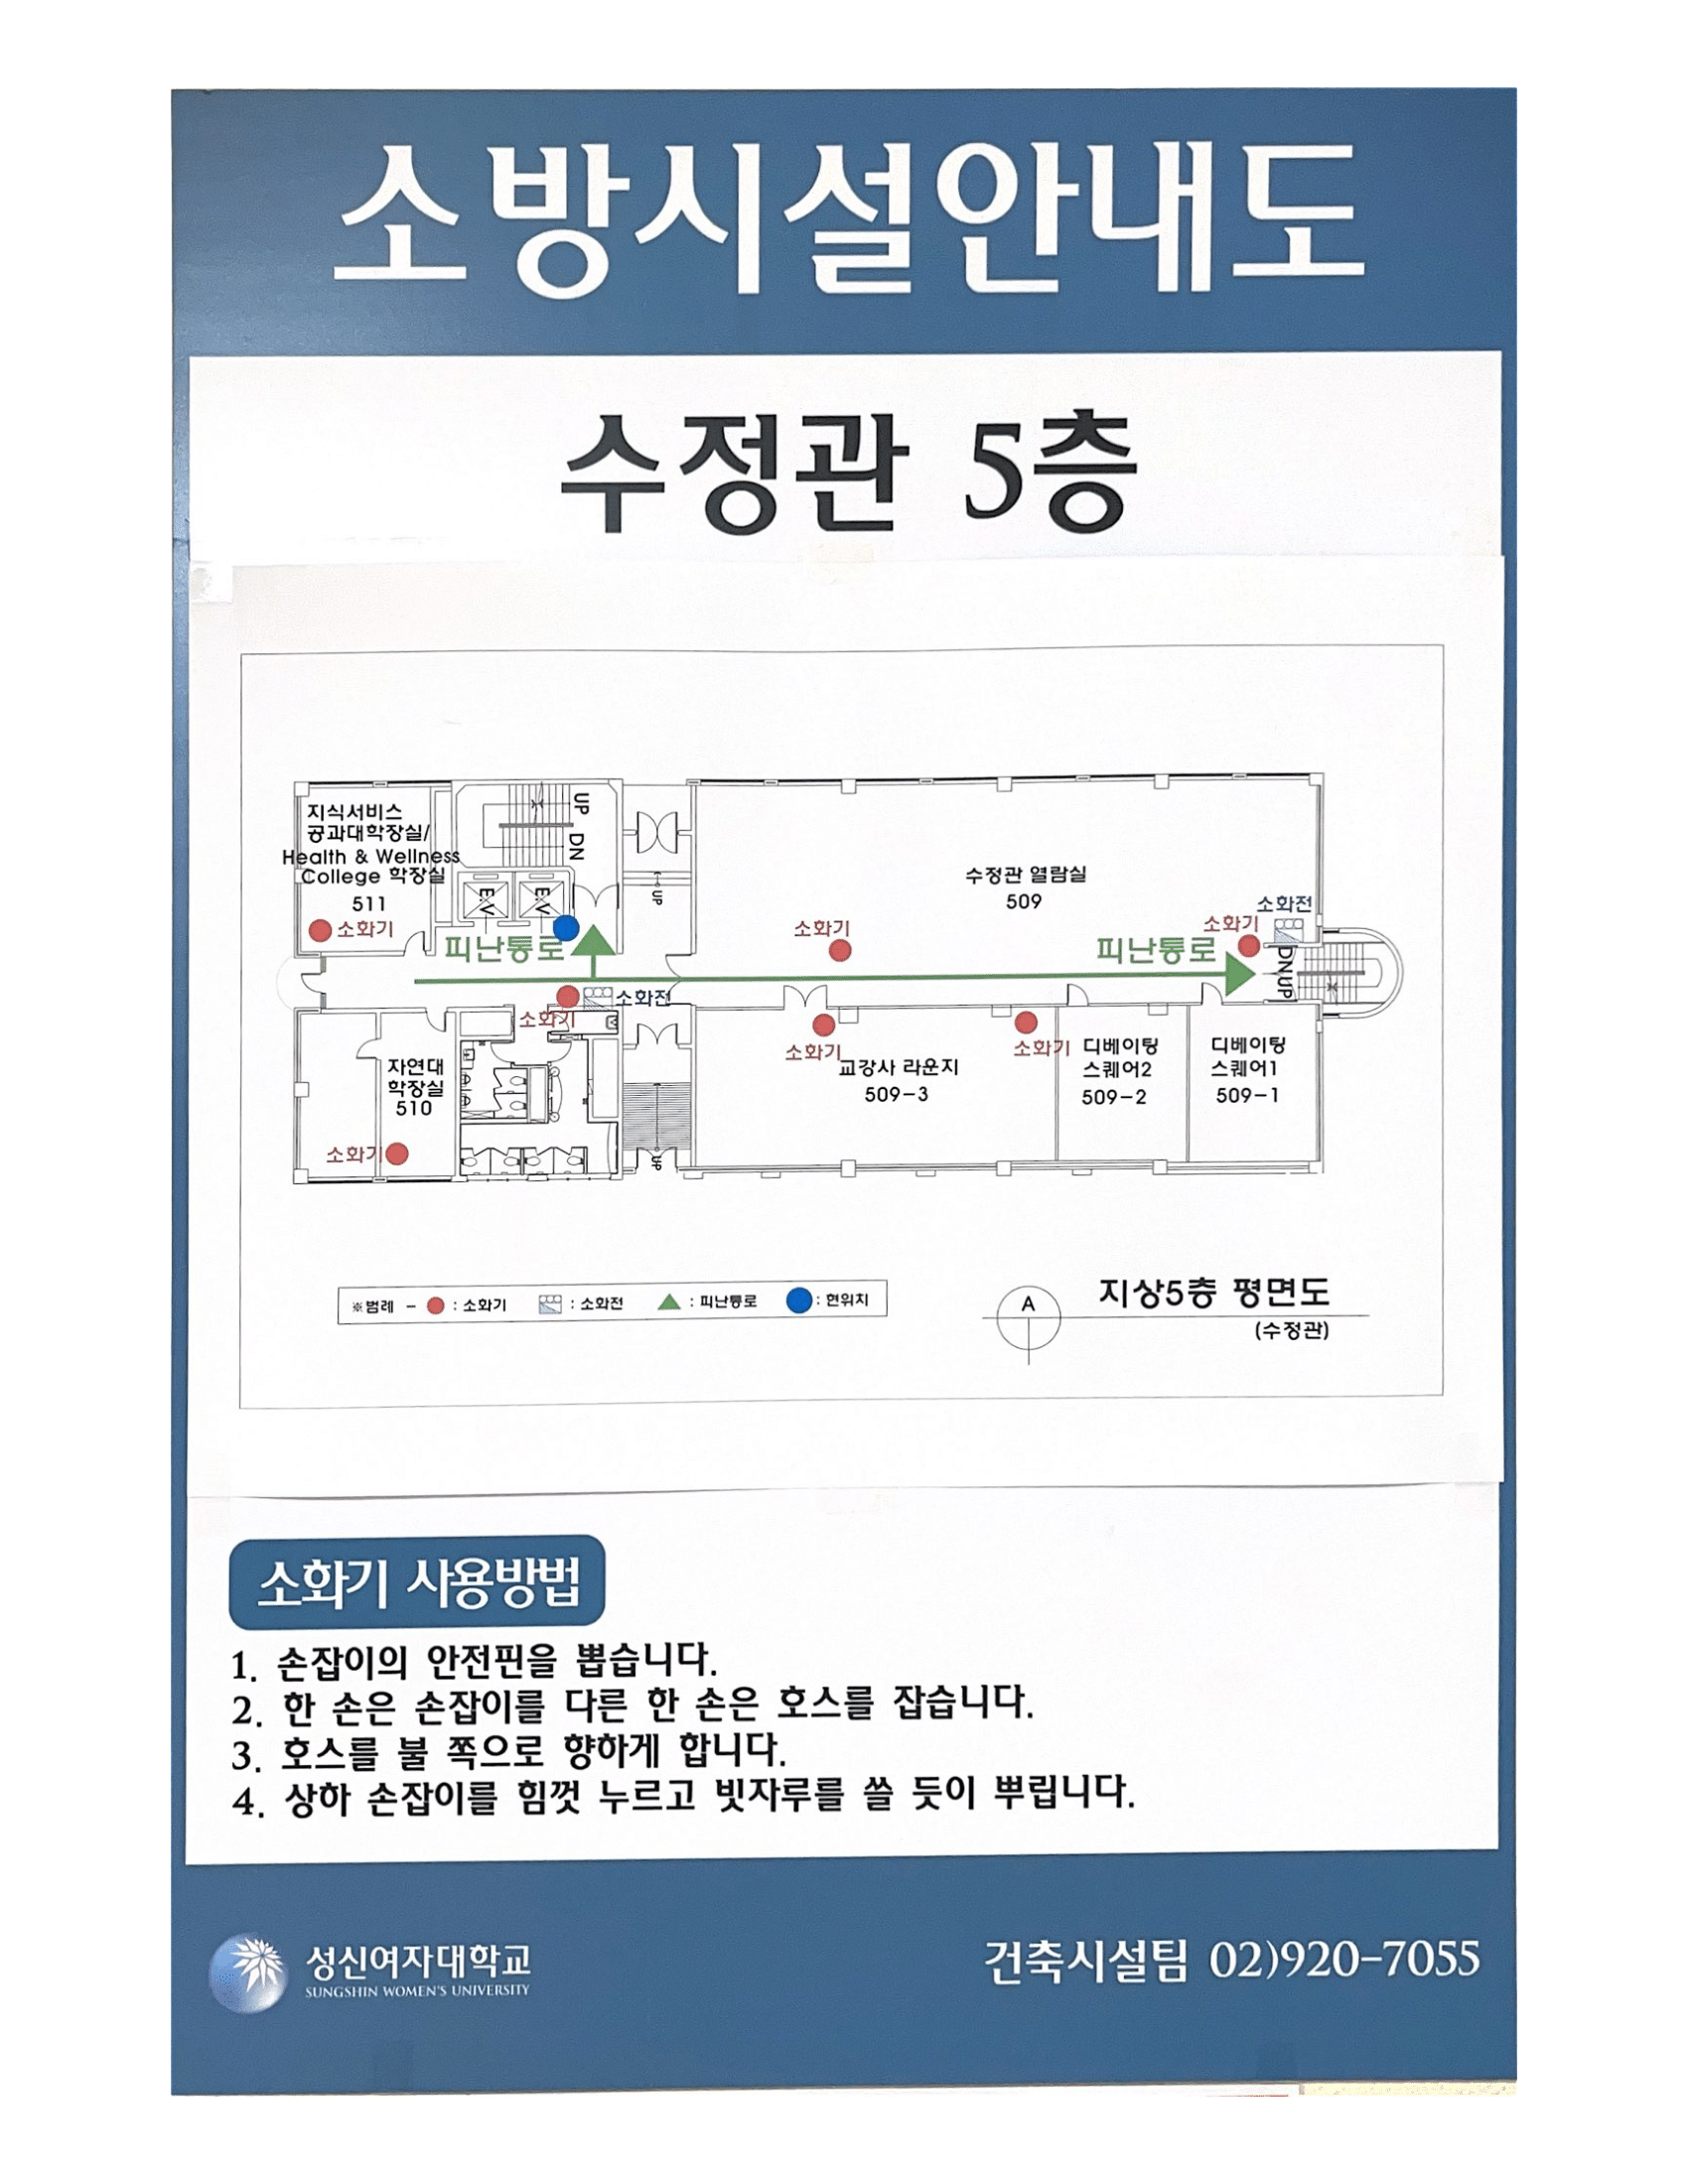 소방시설안내도
수정관 5층
지식서비스
공과대학장실/
Health & Wellness
College 학장실
511
소화기
UP
DN
E.V
E.V
피난통로
UP
수정관 열람실
509
소화기
소화전
소화기
피난통로
DN
UP
소화기
소화전
자연대
학장실
510
소화기
UP
소화기
교강사 라운지
509-3
소화기
디베이팅
스퀘어2
509-2
디베이팅
스퀘어1
509-1
※범례 - : 소화기 : 소화전 : 피난통로 : 현위치
A
지상5층 평면도
(수정관)
소화기 사용방법
1. 손잡이의 안전핀을 뽑습니다.
2. 한 손은 손잡이를 다른 한 손은 호스를 잡습니다.
3. 호스를 불 쪽으로 향하게 합니다.
4. 상하 손잡이를 힘껏 누르고 빗자루를 쓸 듯이 뿌립니다.
성신여자대학교
SUNGSHIN WOMEN'S UNIVERSITY
건축시설팀 02)920-7055